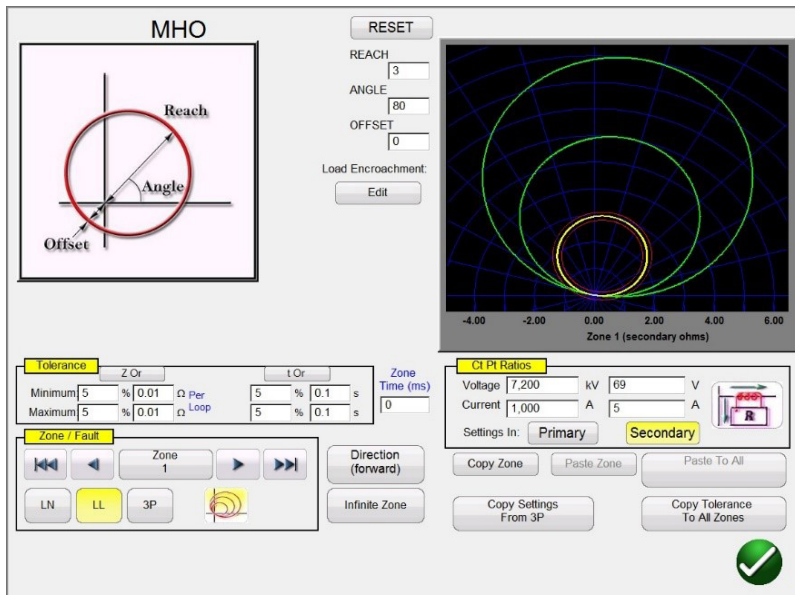 MHO
Reach
Angle
Offset
RESET
REACH
3
ANGLE
80
OFFSET
0
Load Encroachment:
Edit
-4.00 -2.00 0.00 2.00 4.00 6.00
Zone 1 (secondary ohms)
Tolerance
Z Or t Or
Minimum 5 % 0.01 Ω Per 5 % 0.1 s
Maximum 5 % 0.01 Ω Loop 5 % 0.1 s
Zone
Time (ms)
0
Ct Pt Ratios
Voltage 7,200 kV 69 V
Current 1,000 A 5 A
Settings In: Primary Secondary
R
Zone / Fault
Zone
1
LN LL 3P
Direction
(forward)
Infinite Zone
Copy Zone Paste Zone Paste To All
Copy Settings
From 3P
Copy Tolerance
To All Zones